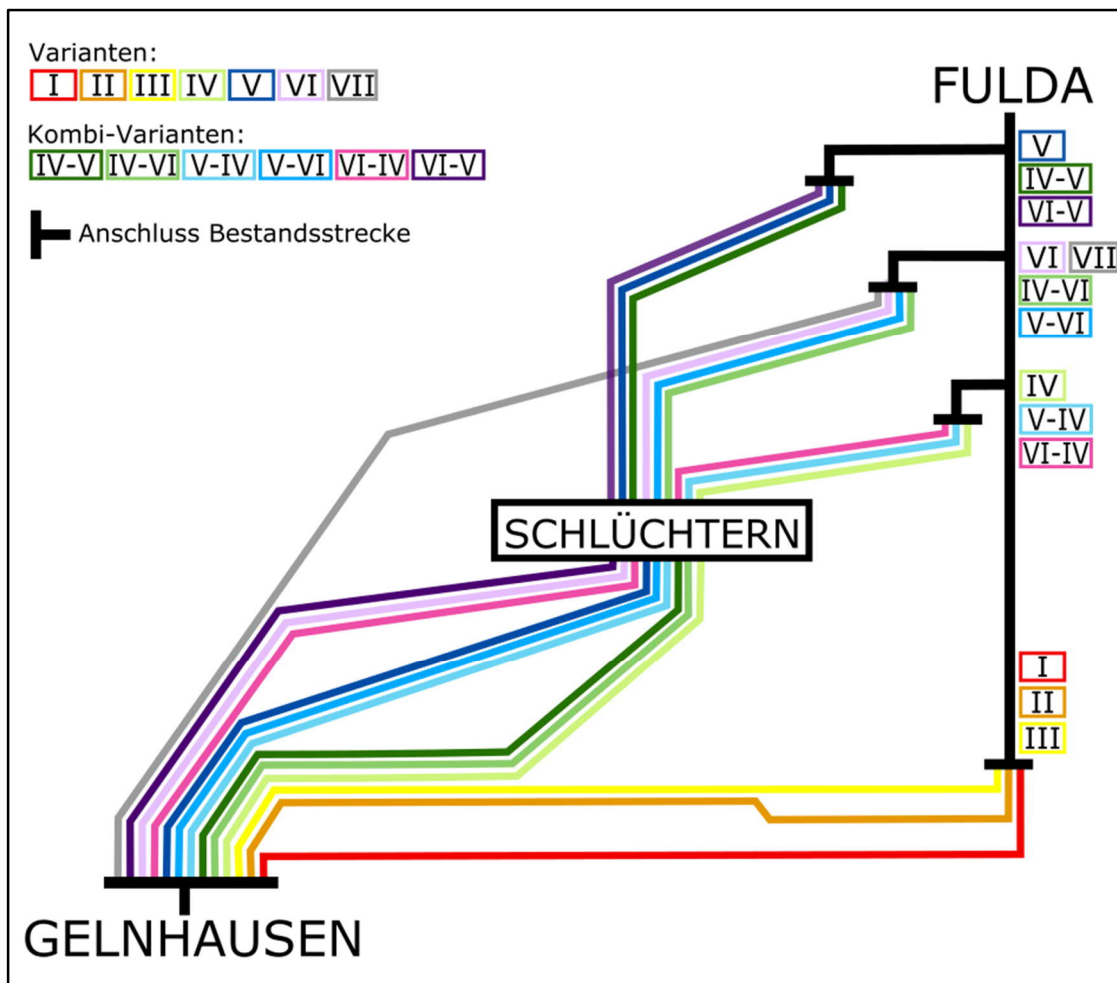 Varianten:
I II III IV V VI VII
Kombi-Varianten:
IV-V IV-VI V-IV V-VI VI-IV VI-V
Anschluss Bestandsstrecke
FULDA
V
IV-V
VI-V
VI VII
IV-VI
V-VI
IV
V-IV
VI-IV
SCHLÜCHTERN
I
II
III
GELNHAUSEN